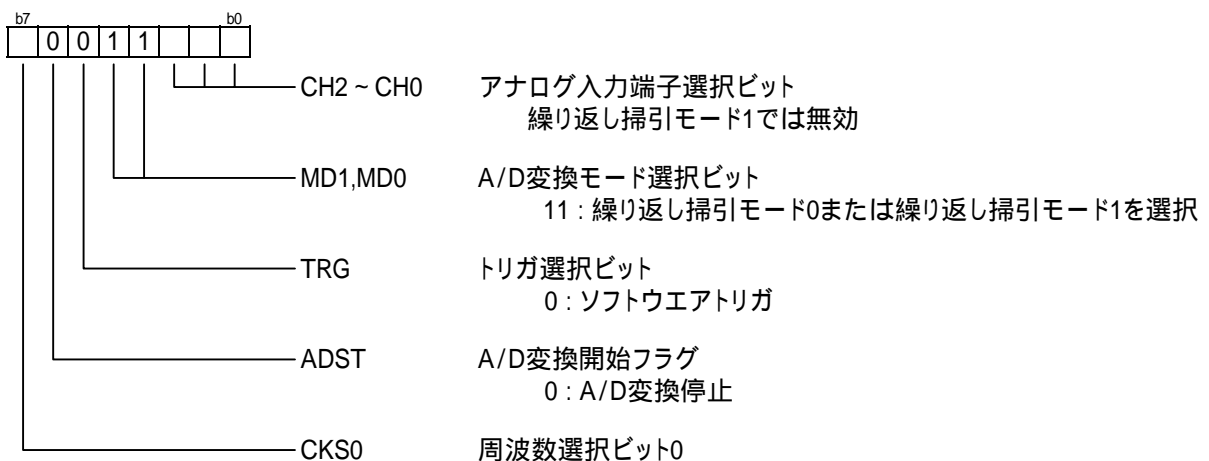 b7 b0
0 0 1 1
CH2 ~ CH0 アナログ入力端子選択ビット
繰り返し掃引モード1では無効
MD1,MD0 A/D変換モード選択ビット
11 : 繰り返し掃引モード0または繰り返し掃引モード1を選択
TRG トリガ選択ビット
0 : ソフトウエアトリガ
ADST A/D変換開始フラグ
0 : A/D変換停止
CKS0 周波数選択ビット0